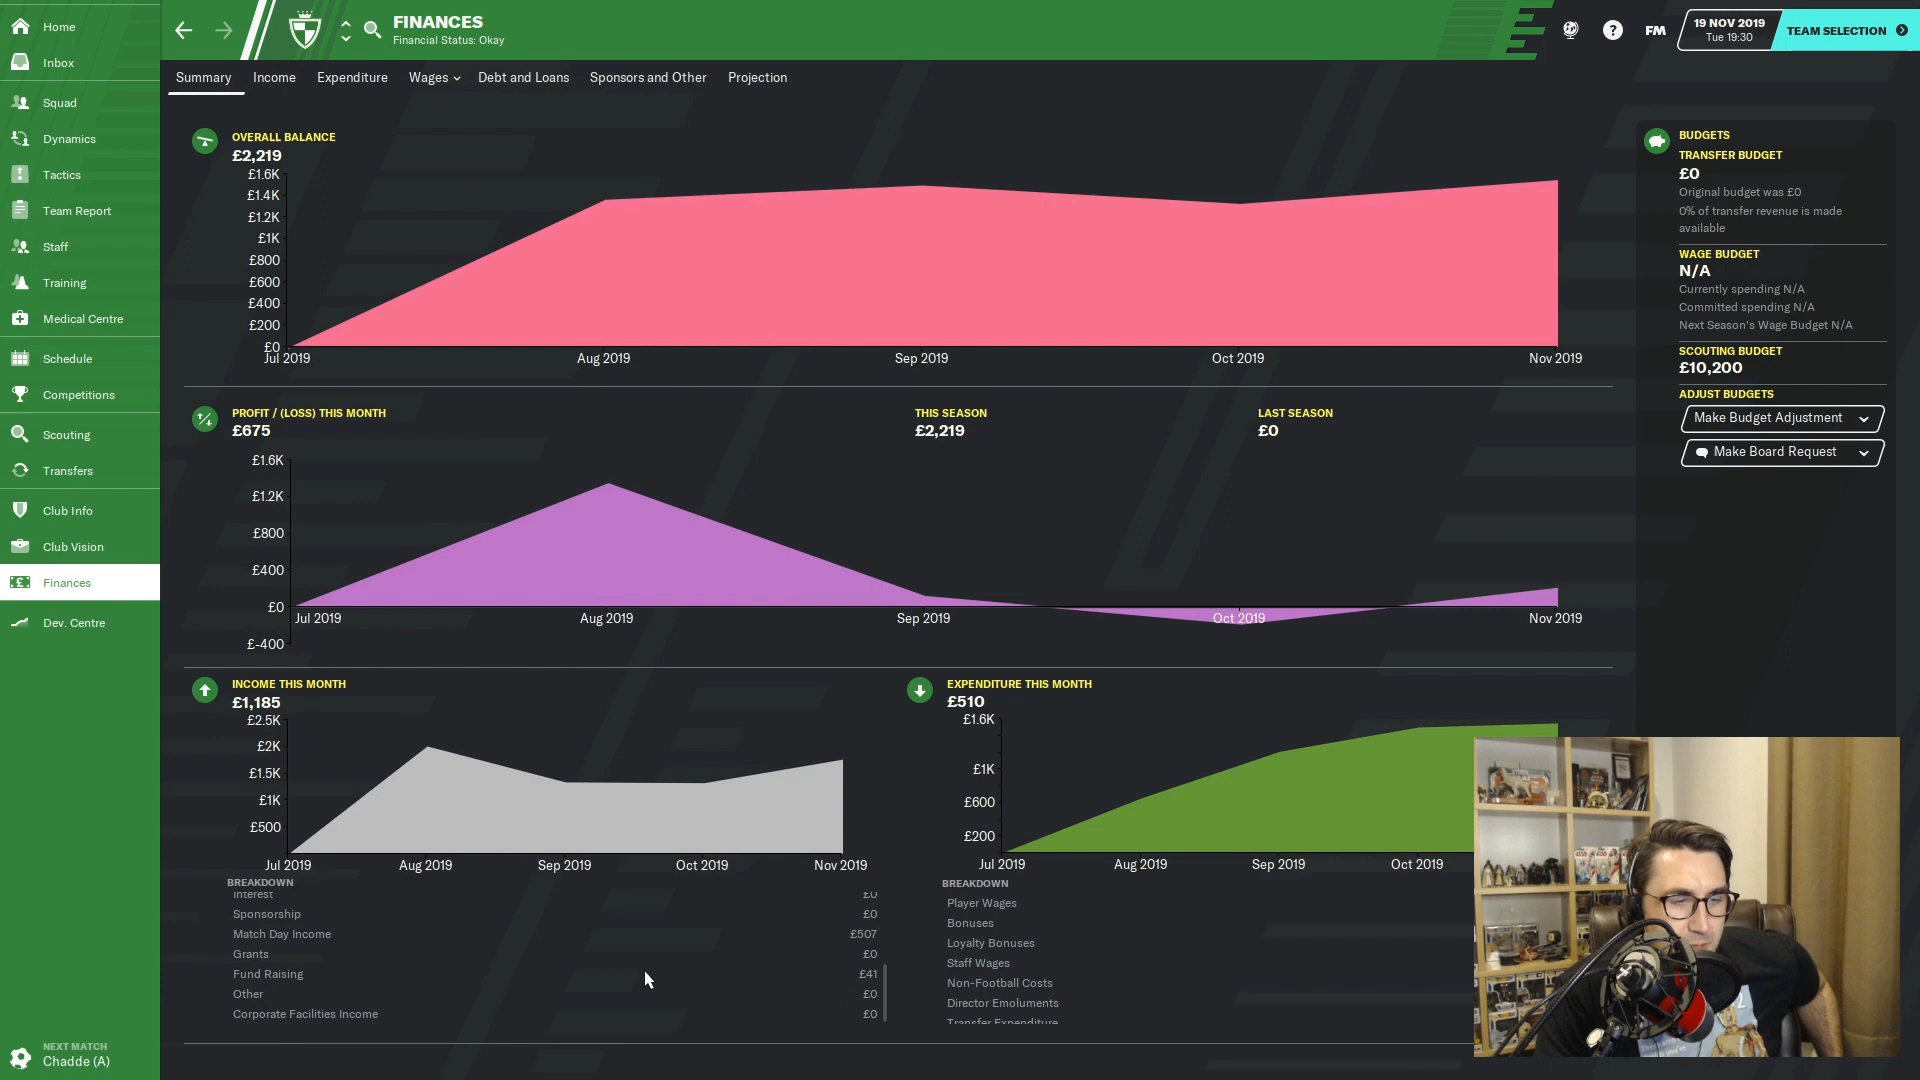 Home
Inbox
Squad
Dynamics
Tactics
Team Report
Staff
Training
Medical Centre
Schedule
Competitions
Scouting
Transfers
Club Info
Club Vision
Finances
Dev. Centre
NEXT MATCH
Chadde (A)
FINANCES
Financial Status: Okay
FM
19 NOV 2019
Tue 19:30
TEAM SELECTION
Summary Income Expenditure Wages Debt and Loans Sponsors and Other Projection
OVERALL BALANCE
£2,219
£1.6K
£1.4K
£1.2K
£1K
£800
£600
£400
£200
£0
Jul 2019 Aug 2019 Sep 2019 Oct 2019 Nov 2019
PROFIT / (LOSS) THIS MONTH
£675
THIS SEASON
£2,219
LAST SEASON
£0
£1.6K
£1.2K
£800
£400
£0
£-400
Jul 2019 Aug 2019 Sep 2019 Oct 2019 Nov 2019
INCOME THIS MONTH
£1,185
£2.5K
£2K
£1.5K
£1K
£500
Jul 2019 Aug 2019 Sep 2019 Oct 2019 Nov 2019
BREAKDOWN
Interest £0
Sponsorship £0
Match Day Income £507
Grants £0
Fund Raising £41
Other £0
Corporate Facilities Income £0
EXPENDITURE THIS MONTH
£510
£1.6K
£1K
£600
£200
Jul 2019 Aug 2019 Sep 2019 Oct 2019
BREAKDOWN
Player Wages
Bonuses
Loyalty Bonuses
Staff Wages
Non-Football Costs
Director Emoluments
Transfer Expenditure
BUDGETS
TRANSFER BUDGET
£0
Original budget was £0
0% of transfer revenue is made
available
WAGE BUDGET
N/A
Currently spending N/A
Committed spending N/A
Next Season's Wage Budget N/A
SCOUTING BUDGET
£10,200
ADJUST BUDGETS
Make Budget Adjustment
Make Board Request